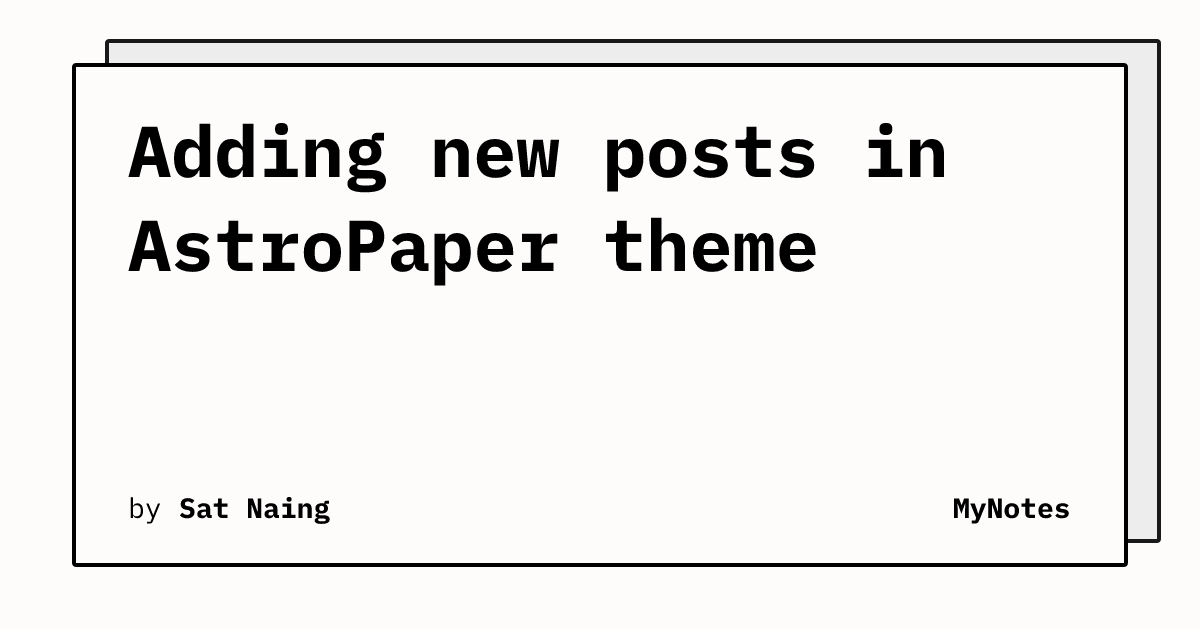 Adding new posts in
AstroPaper theme
by Sat Naing
MyNotes